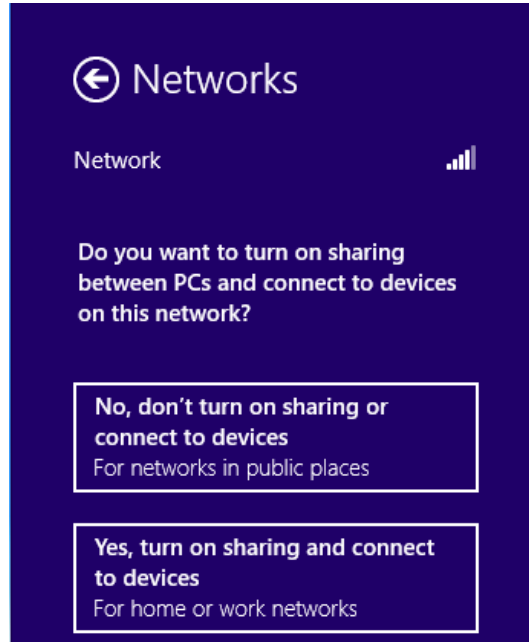 Networks
Network
Do you want to turn on sharing
between PCs and connect to devices
on this network?
No, don't turn on sharing or
connect to devices
For networks in public places
Yes, turn on sharing and connect
to devices
For home or work networks